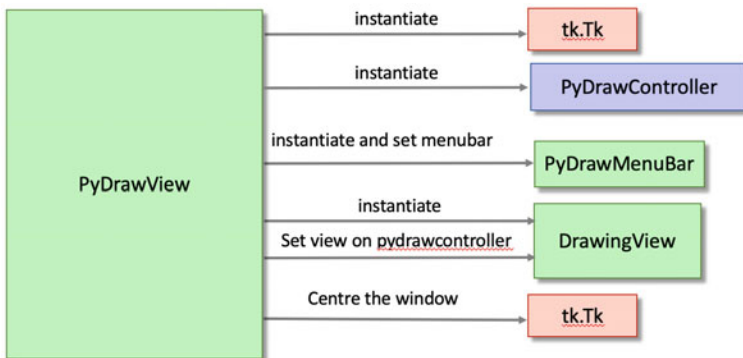 instantiate
tk.Tk
instantiate
PyDrawController
instantiate and set menubar
PyDrawView
PyDrawMenuBar
instantiate
Set view on pydrawcontroller
DrawingView
Centre the window
tk.Tk